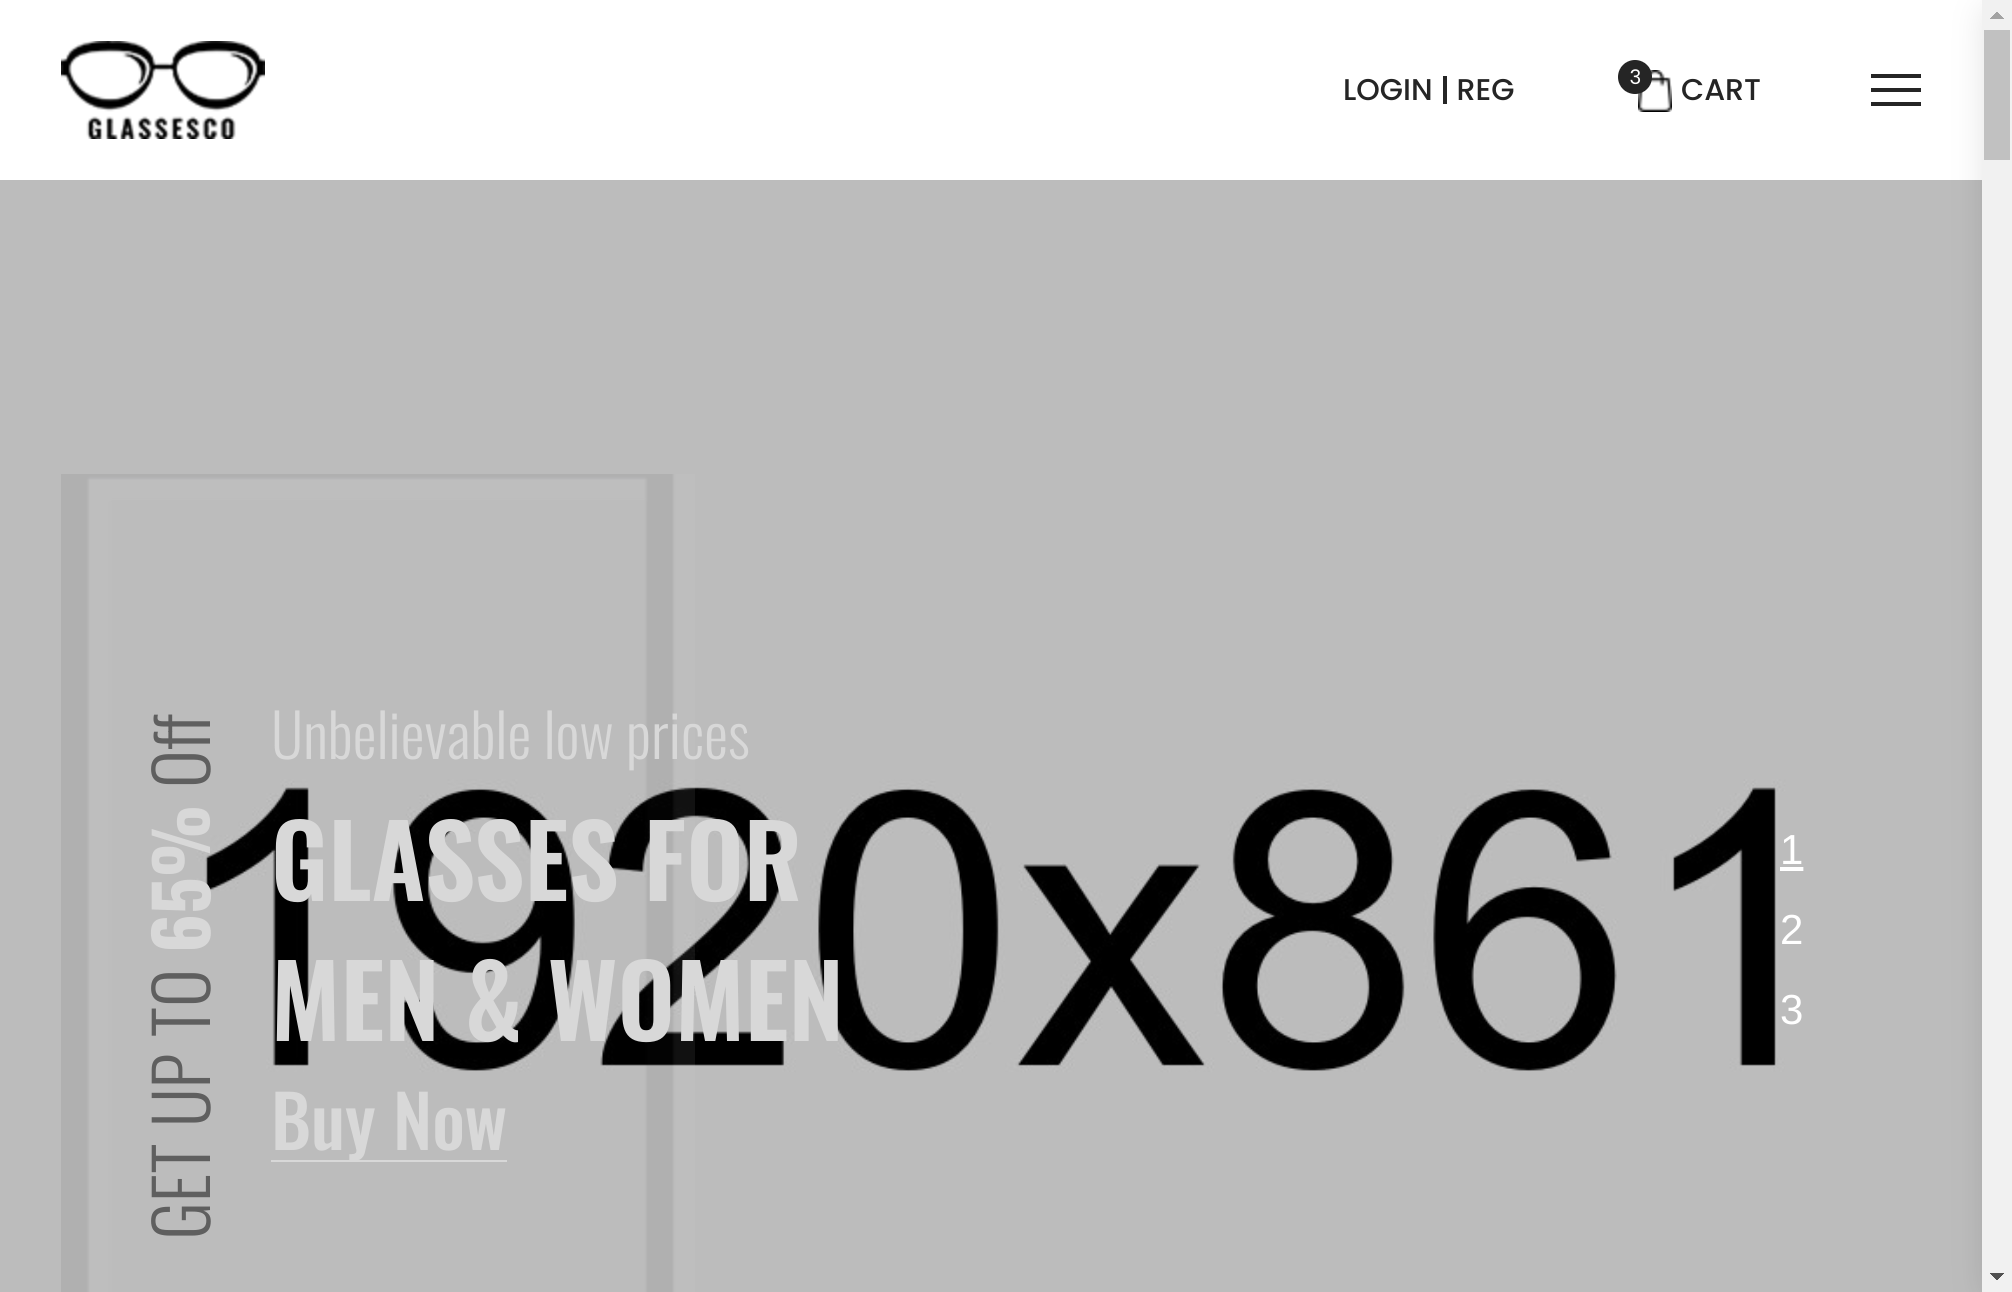 GLASSESCO
LOGIN | REG
3
CART
GET UP TO 65% Off
Unbelievable low prices
GLASSES FOR
MEN & WOMEN
Buy Now
1920x861
1
2
3